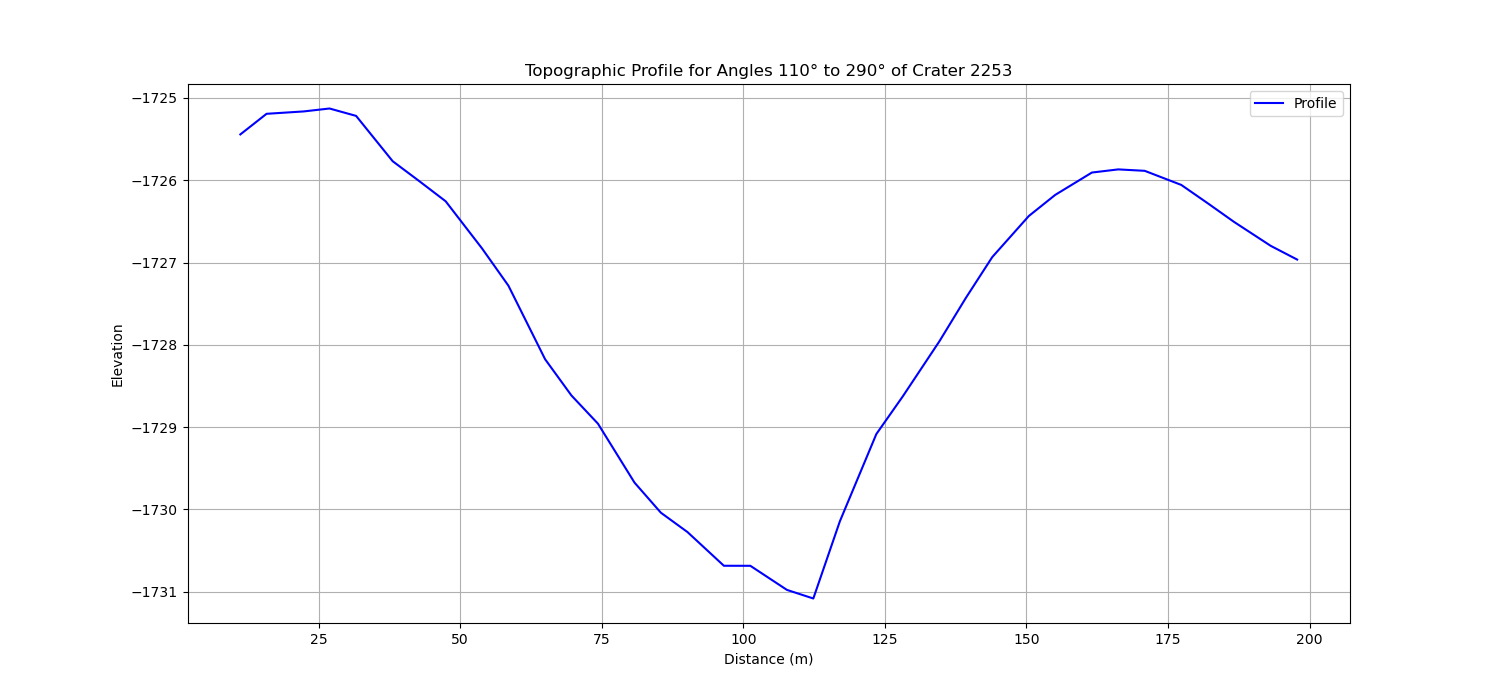 Topographic Profile for Angles 110° to 290° of Crater 2253
Profile
Elevation
−1725
−1726
−1727
−1728
−1729
−1730
−1731
25 50 75 100 125 150 175 200
Distance (m)